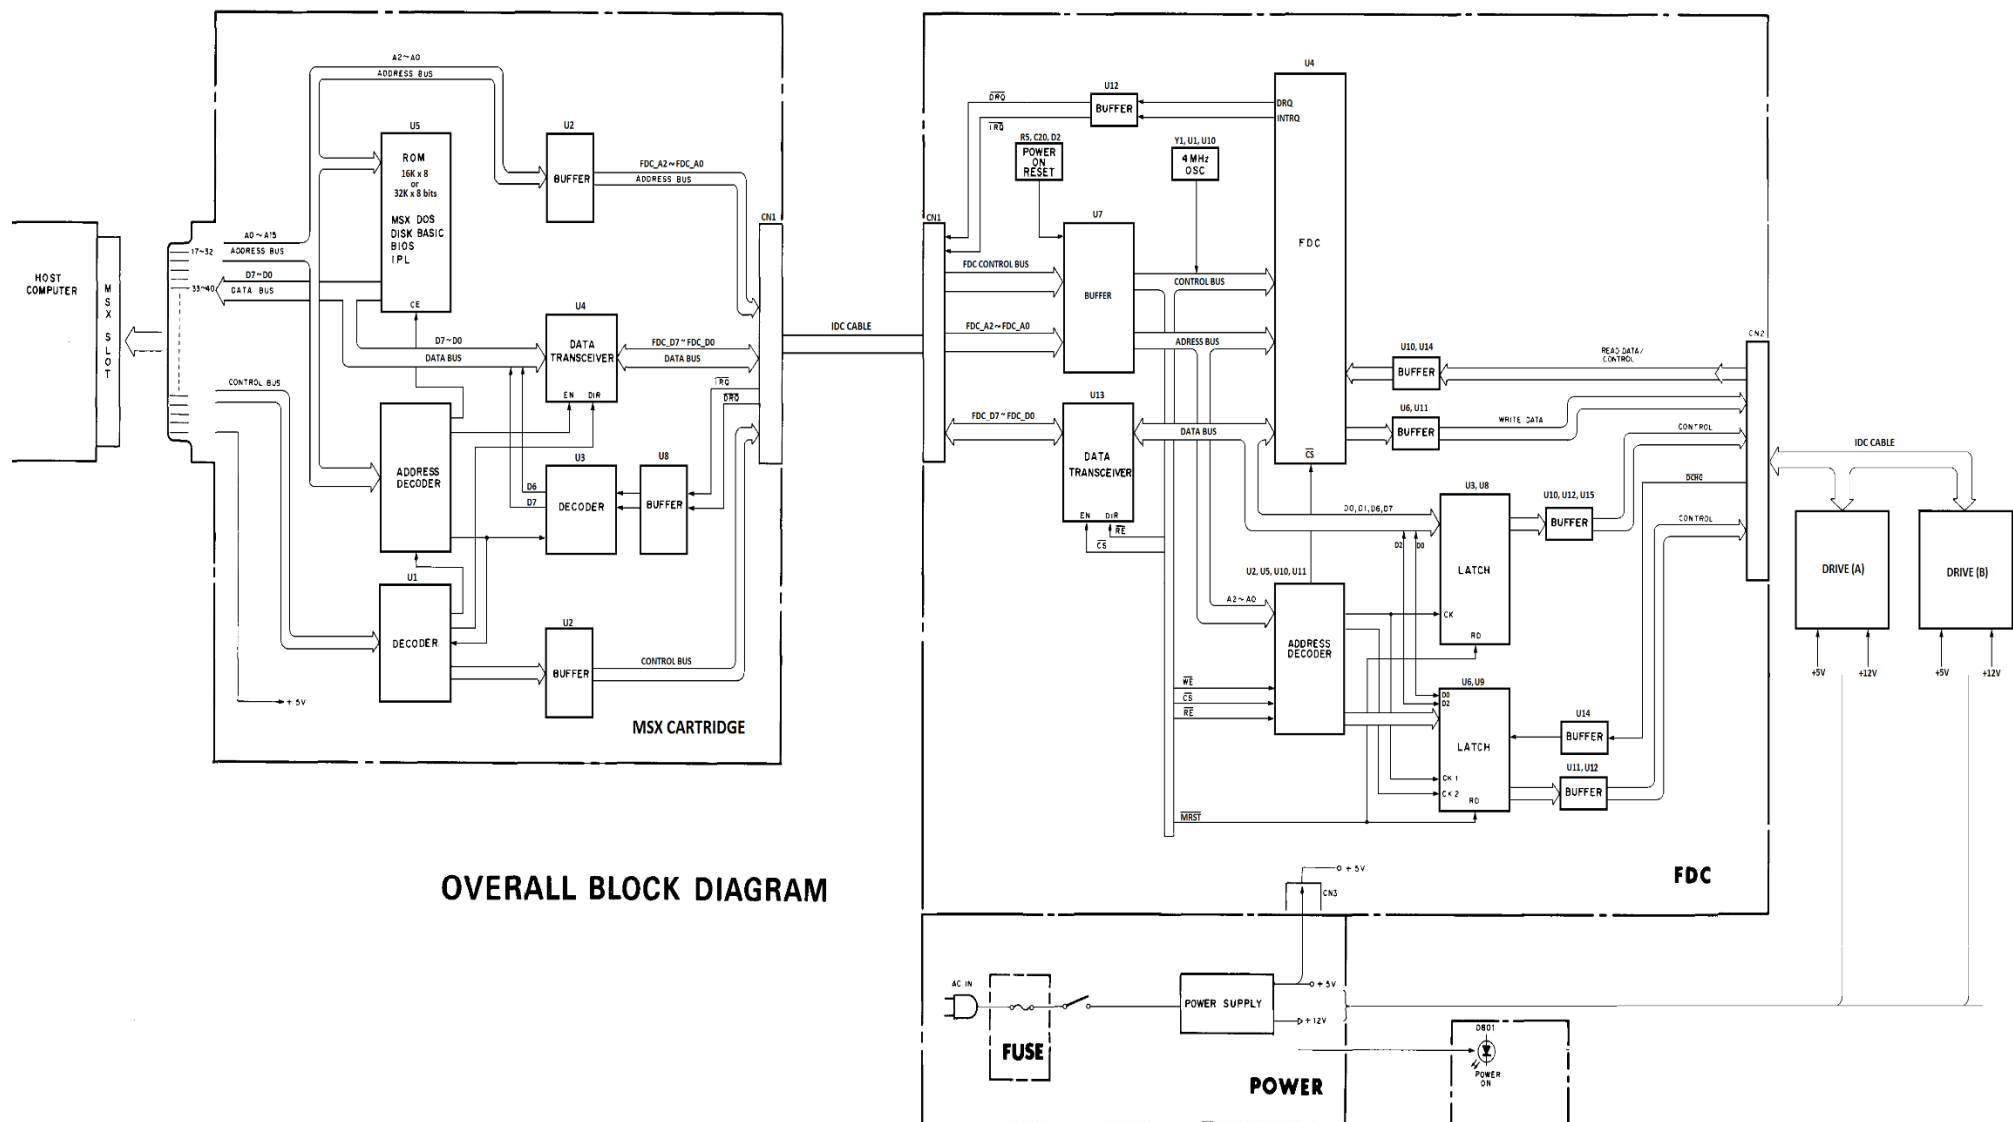 A2~A0
ADDRESS BUS
U5
ROM
16K x 8
or
32K x 8 bits
MSX DOS
DISK BASIC
BIOS
IPL
CE
U2
BUFFER
FDC_A2~FDC_A0
ADDRESS BUS
CN1
HOST
COMPUTER
MSX SLOT
A0~A15
17~32
ADDRESS BUS
D7~D0
33~40
DATA BUS
U4
DATA
TRANSCEIVER
EN DIR
D7~D0
DATA BUS
FDC_D7~FDC_D0
DATA BUS
IRQ
DRQ
CONTROL BUS
ADDRESS
DECODER
U3
DECODER
D6
D7
U8
BUFFER
U1
DECODER
U2
BUFFER
CONTROL BUS
+ 5V
MSX CARTRIDGE
IDC CABLE
OVERALL BLOCK DIAGRAM
U4
FDC
DRQ
INTRQ
CS
U12
BUFFER
DRQ
IRQ
R5, C20, D2
POWER
ON
RESET
Y1, U1, U10
4 MHz
OSC
CN1
U7
BUFFER
FDC CONTROL BUS
CONTROL BUS
FDC_A2~FDC_A0
ADRESS BUS
U13
DATA
TRANSCEIVER
EN DIR
FDC_D7~FDC_D0
DATA BUS
RE
CS
U10, U14
BUFFER
READ DATA/
CONTROL
CN2
U6, U11
BUFFER
WRITE DATA
CONTROL
IDC CABLE
DCHG
U3, U8
LATCH
CK
RD
D0, D1, D6, D7
D2
D0
U10, U12, U15
BUFFER
CONTROL
U2, U5, U10, U11
ADDRESS
DECODER
A2~A0
WE
CS
RE
MRST
U6, U9
D0
D2
LATCH
CK 1
CK 2
RD
U14
BUFFER
U11, U12
BUFFER
DRIVE (A)
DRIVE (B)
+5V
+12V
+5V
+12V
FDC
+ 5V
CN3
AC IN
FUSE
POWER SUPPLY
+ 5V
+12V
POWER
D801
POWER
ON